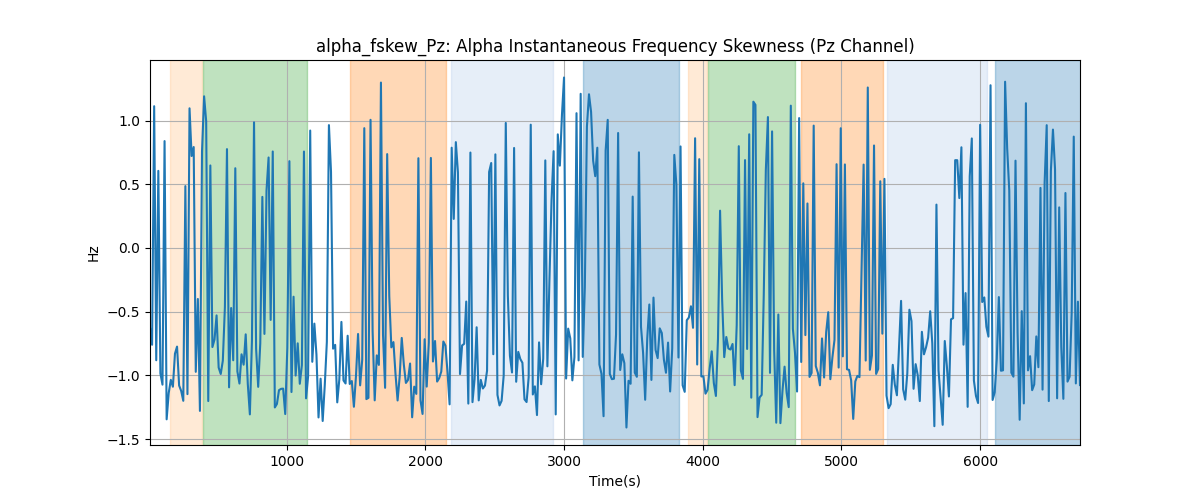 alpha_fskew_Pz: Alpha Instantaneous Frequency Skewness (Pz Channel)
1.0
0.5
0.0
−0.5
−1.0
−1.5
Hz
1000 2000 3000 4000 5000 6000
Time(s)